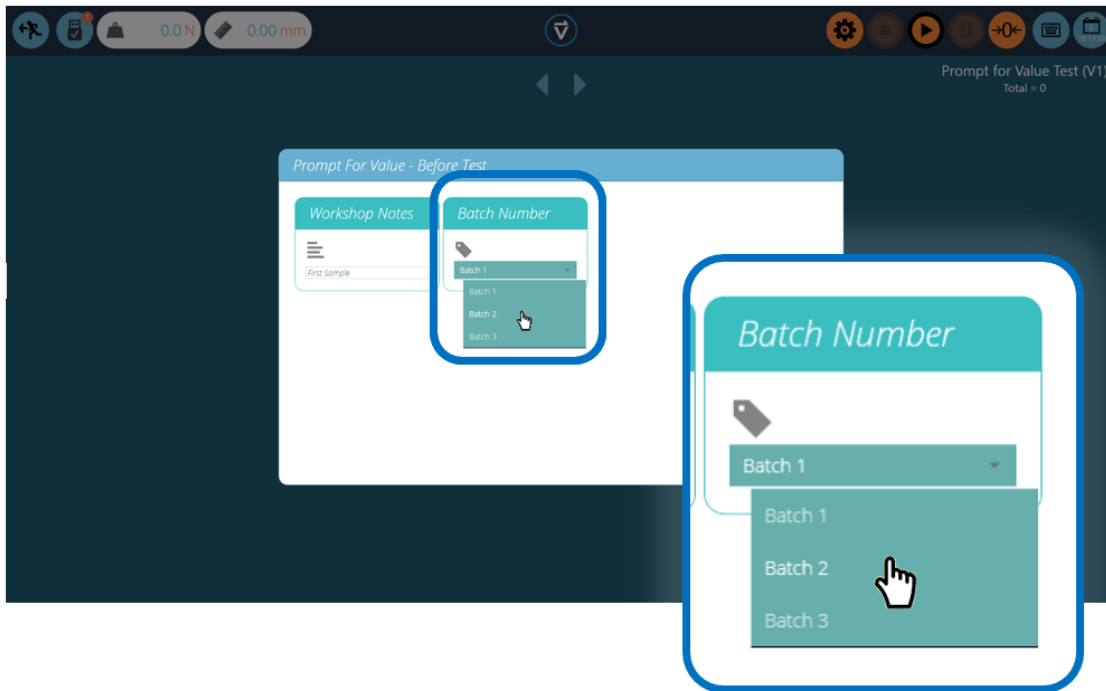 0.0 N
0.00 mm
→0←
Prompt for Value Test (V1)
Total = 0
Prompt For Value - Before Test
Workshop Notes
First Sample
Batch Number
Batch 1
Batch 1
Batch 2
Batch 3
Batch Number
Batch 1
Batch 1
Batch 2
Batch 3